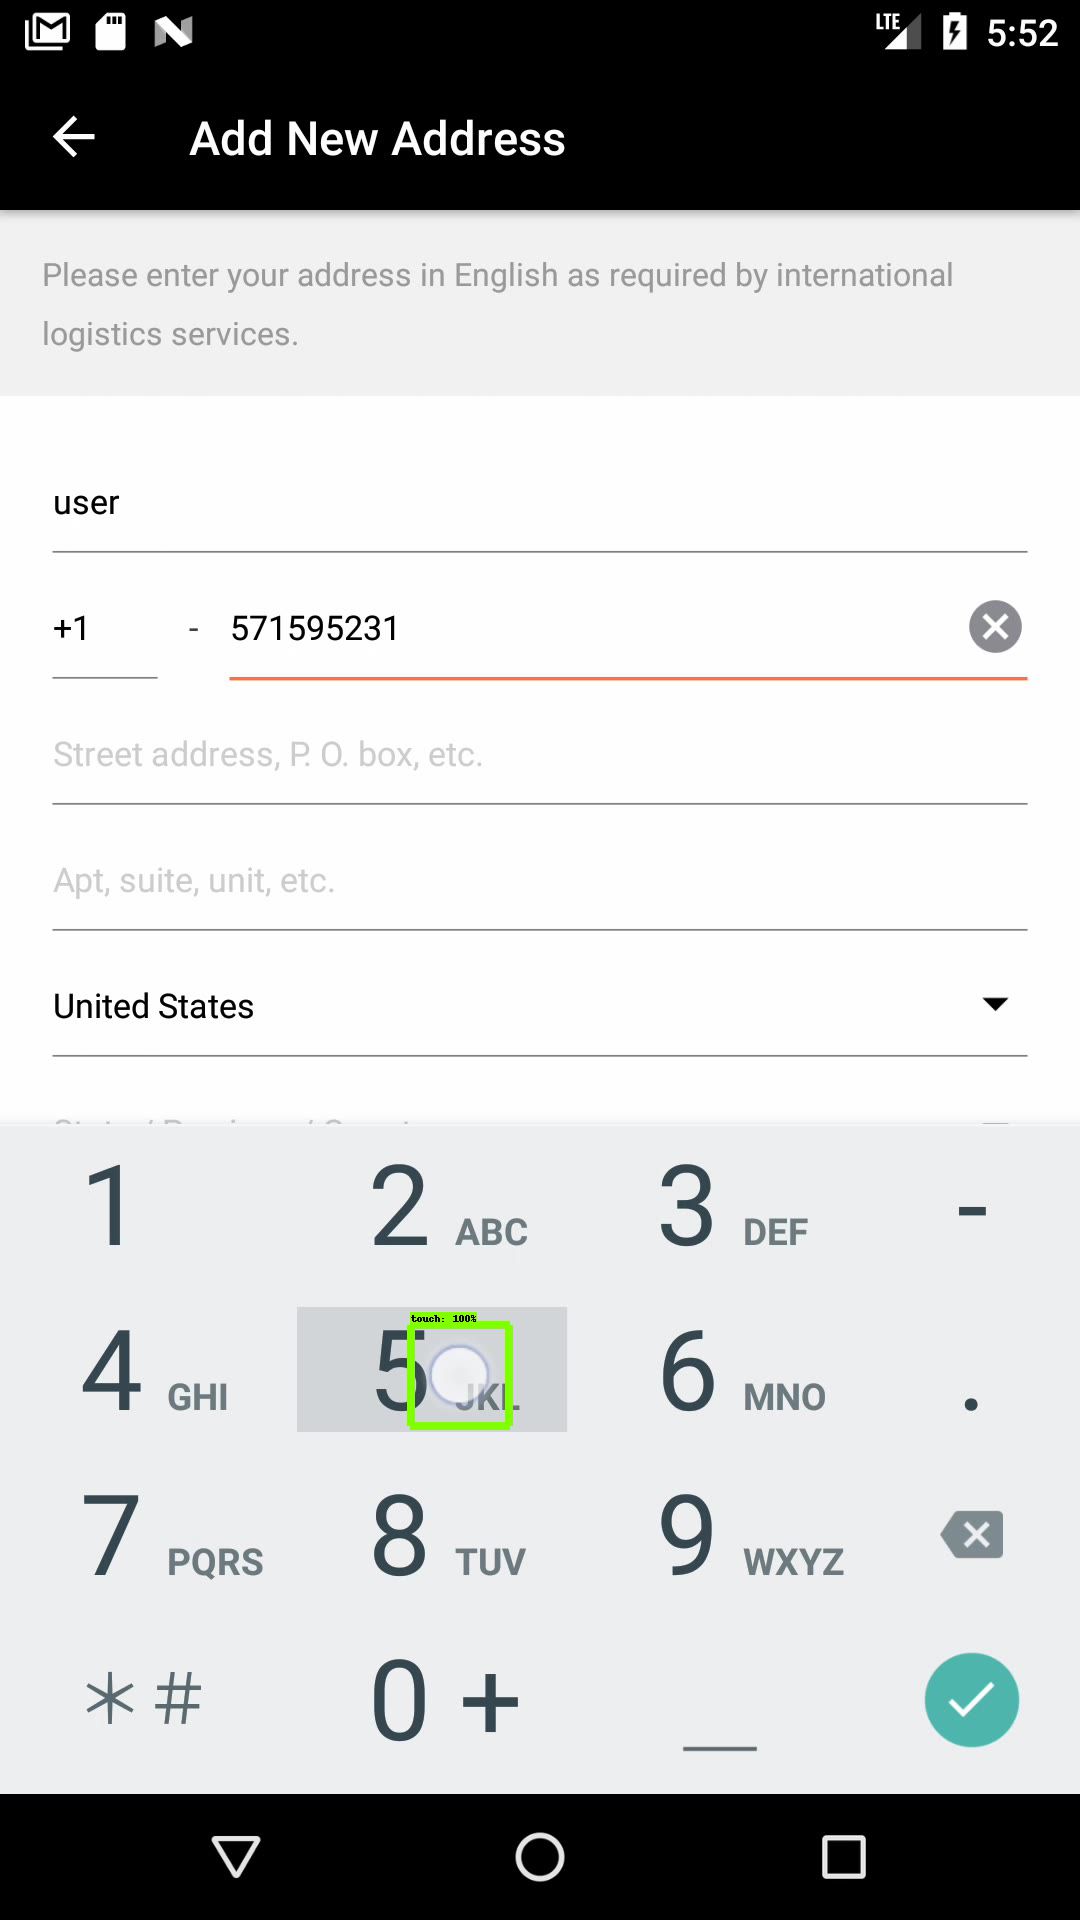 LTE 5:52
Add New Address
Please enter your address in English as required by international
logistics services.
user
+1 - 571595231
Street address, P. O. box, etc.
Apt, suite, unit, etc.
United States
1 2 ABC 3 DEF -
touch: 100%
4 GHI 5 JKL 6 MNO .
7 PQRS 8 TUV 9 WXYZ
*# 0 + _